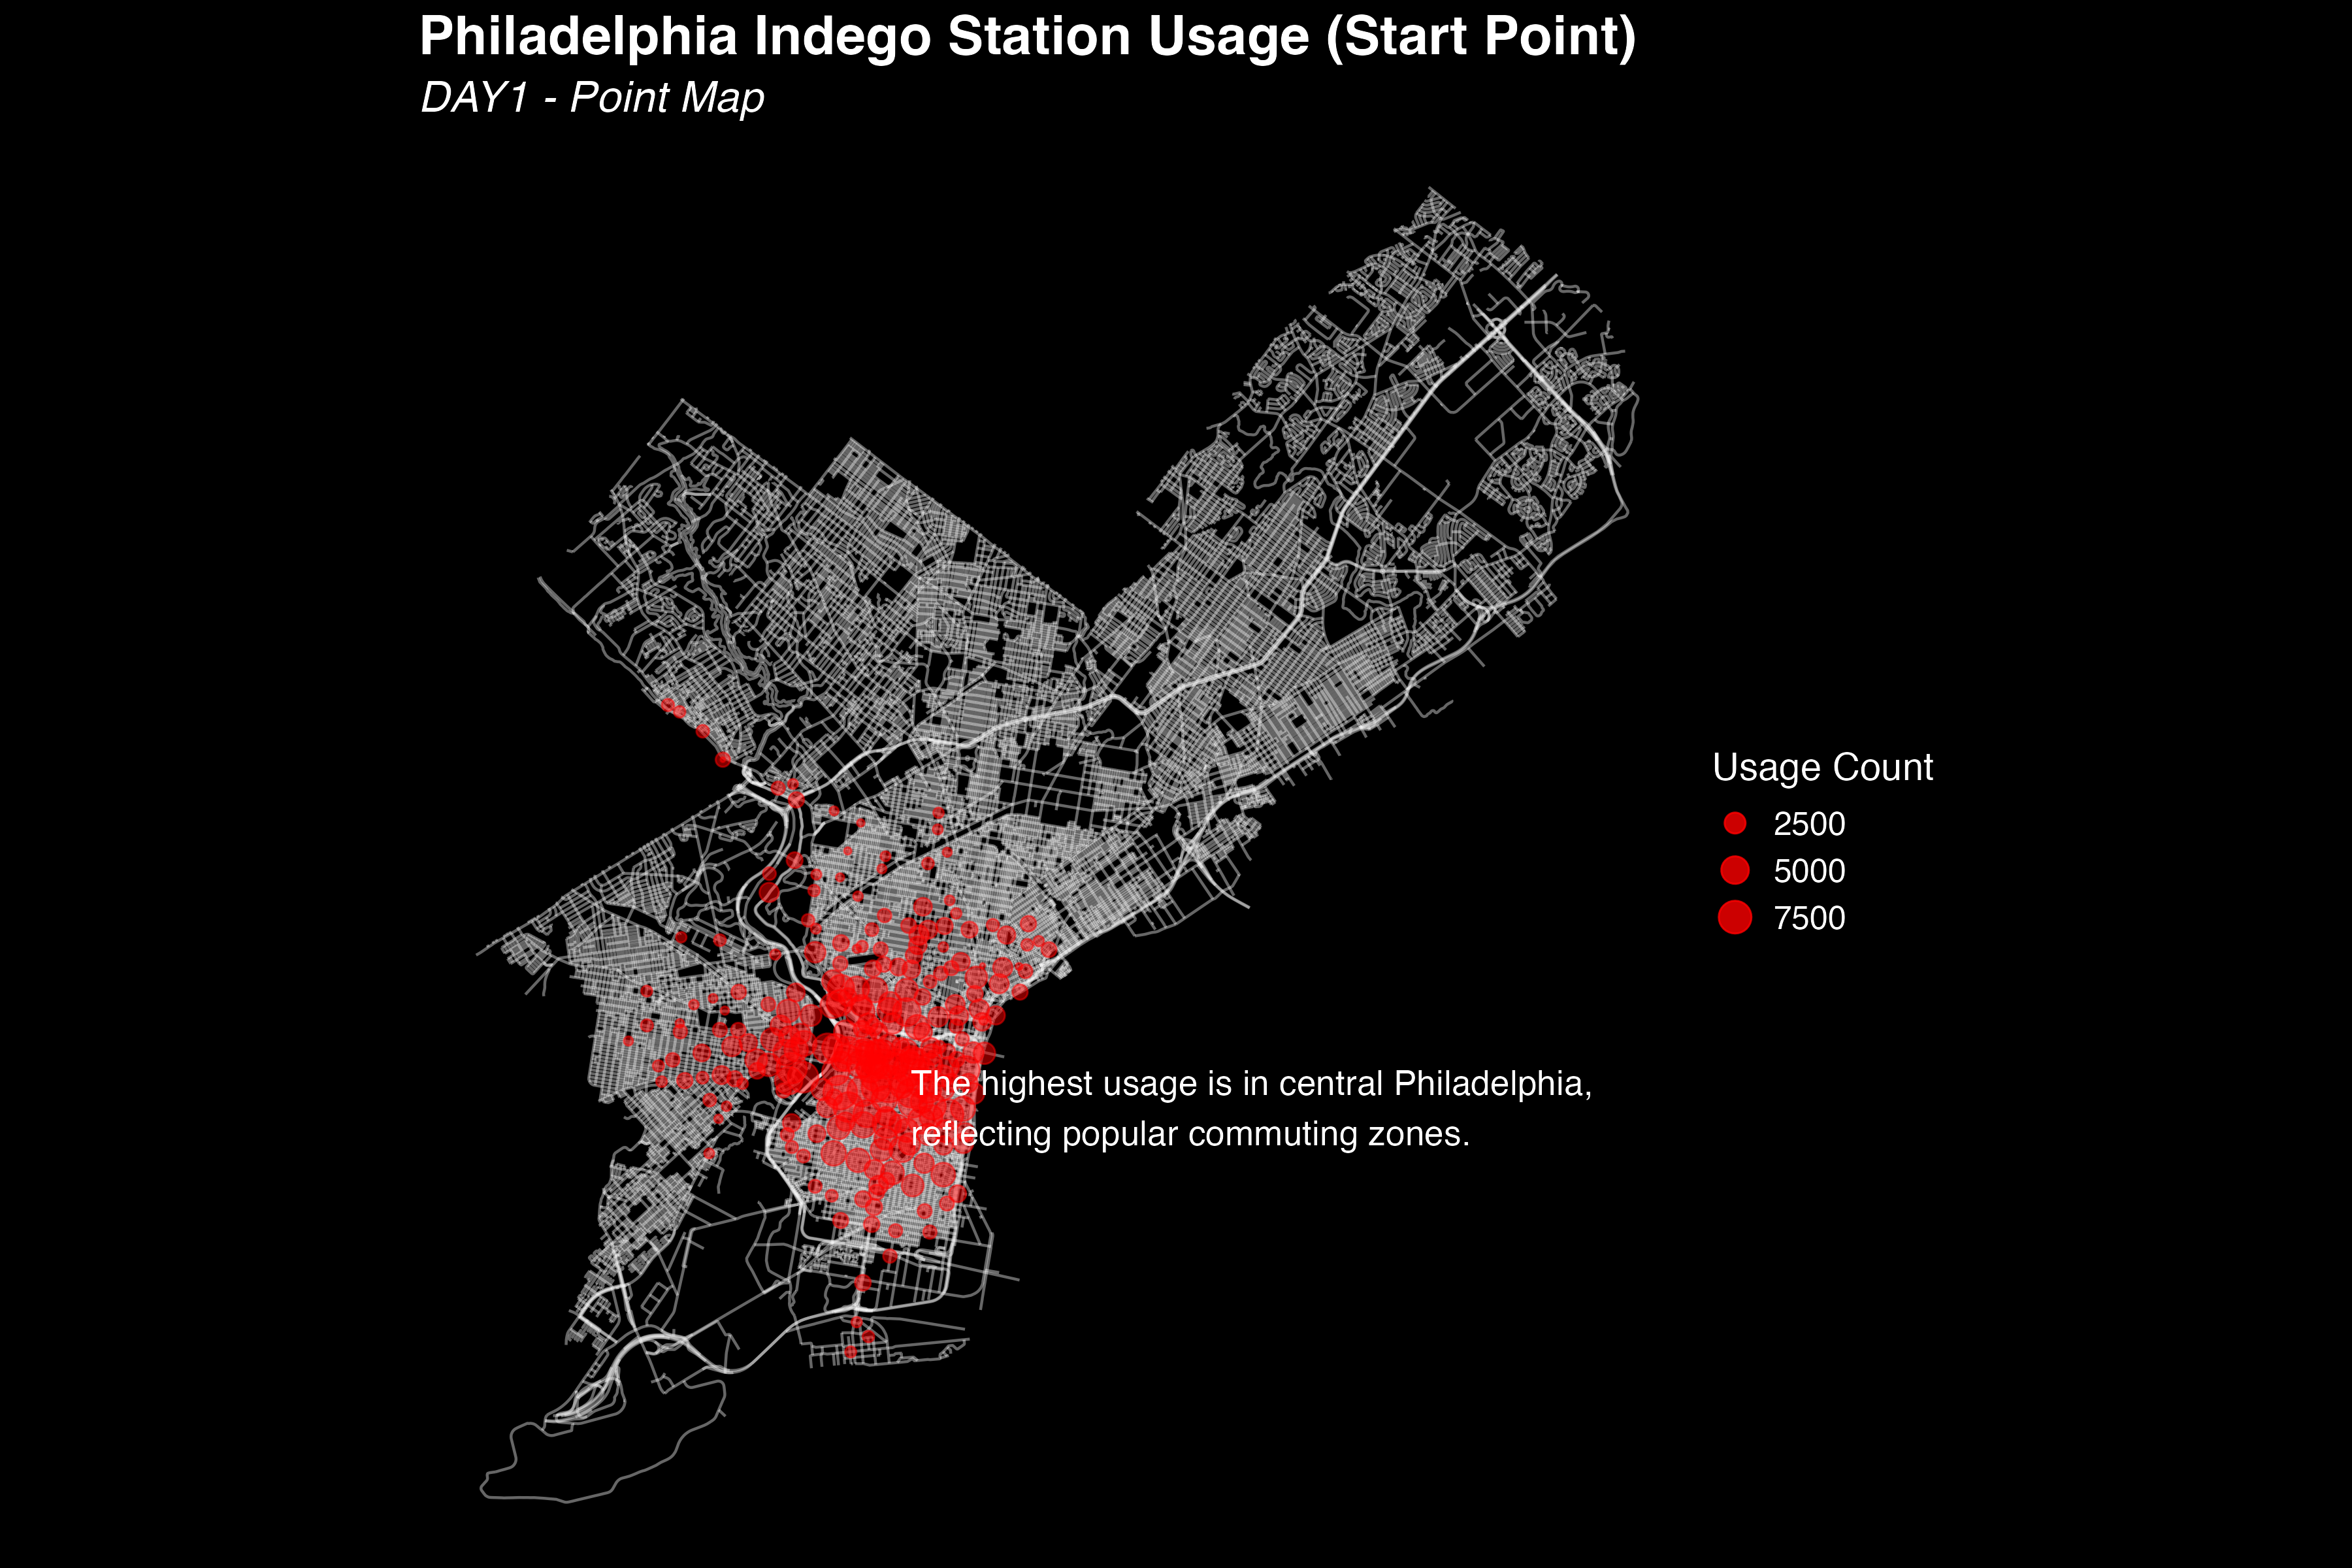 Philadelphia Indego Station Usage (Start Point)
DAY1 - Point Map
Usage Count
2500
5000
7500
The highest usage is in central Philadelphia,
reflecting popular commuting zones.